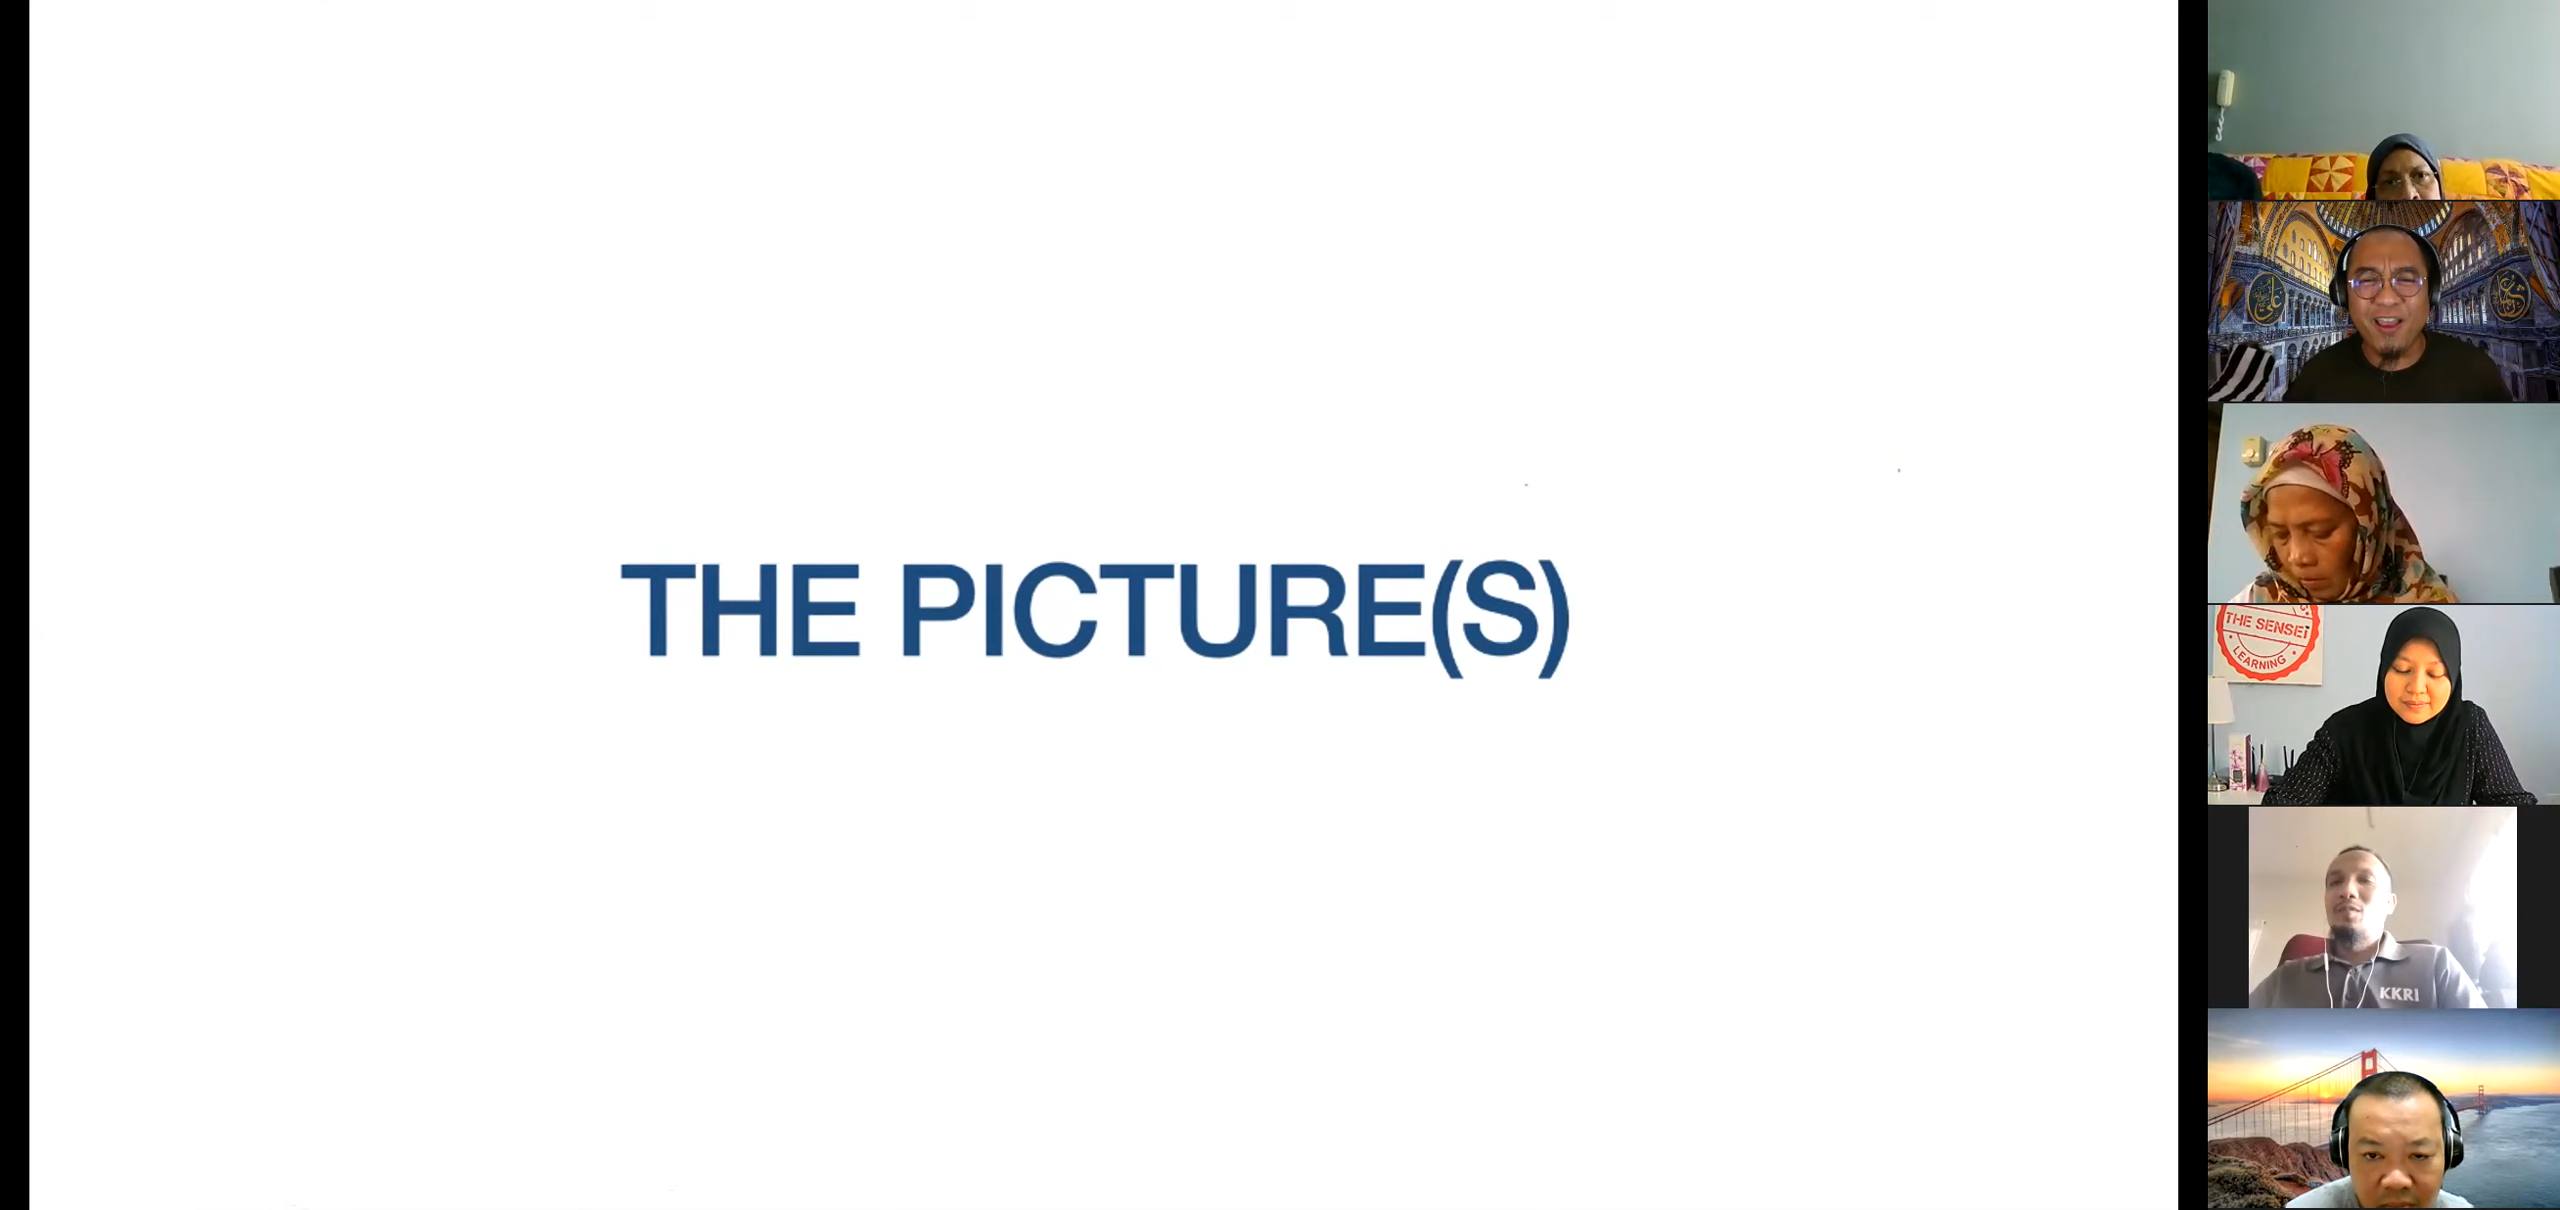 THE PICTURE(S)
THE SENSEi
LEARNING
KKRI